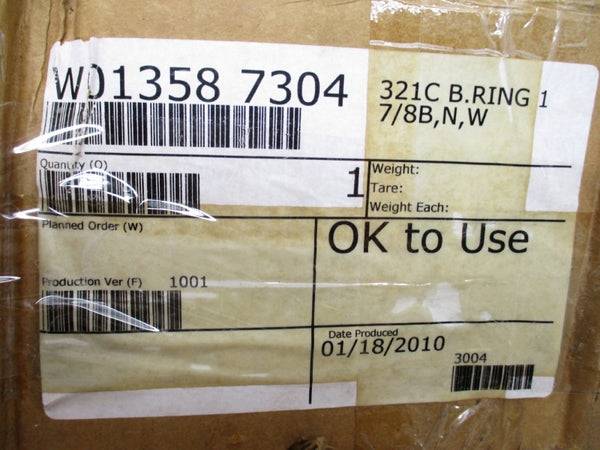 W01358 7304
321C B.RING 1
7/8B,N,W
Quantity (Q)
1
Weight:
Tare:
Weight Each:
Planned Order (W)
OK to Use
Production Ver (F) 1001
Date Produced
01/18/2010
3004